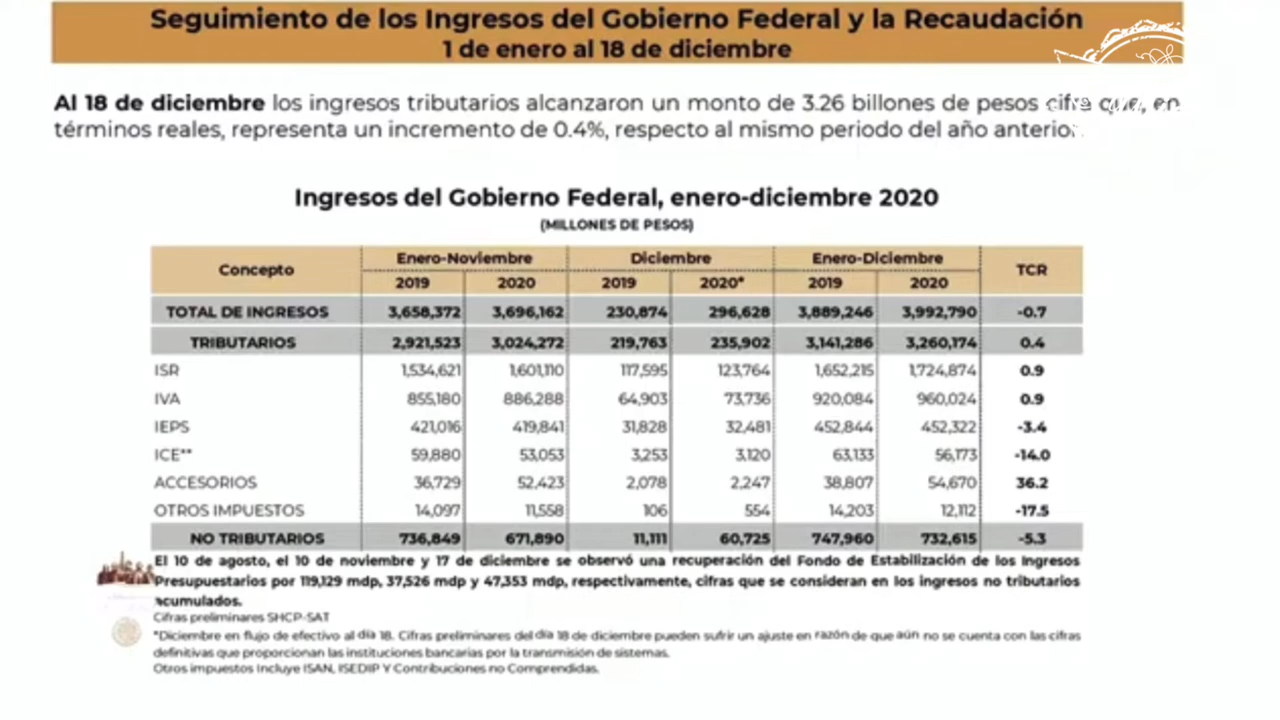 Seguimiento de los Ingresos del Gobierno Federal y la Recaudación
1 de enero al 18 de diciembre
Al 18 de diciembre los ingresos tributarios alcanzaron un monto de 3.26 billones de pesos cifra que, en
términos reales, representa un incremento de 0.4%, respecto al mismo periodo del año anterior.
Ingresos del Gobierno Federal, enero-diciembre 2020
(MILLONES DE PESOS)
Concepto Enero-Noviembre Diciembre Enero-Diciembre TCR
2019 2020 2019 2020* 2019 2020
TOTAL DE INGRESOS 3,658,372 3,696,162 230,874 296,628 3,889,246 3,992,790 -0.7
TRIBUTARIOS 2,921,523 3,024,272 219,763 235,902 3,141,286 3,260,174 0.4
ISR 1,534,621 1,601,110 117,595 123,764 1,652,215 1,724,874 0.9
IVA 855,180 886,288 64,903 73,736 920,084 960,024 0.9
IEPS 421,016 419,841 31,828 32,481 452,844 452,322 -3.4
ICE** 59,880 53,053 3,253 3,120 63,133 56,173 -14.0
ACCESORIOS 36,729 52,423 2,078 2,247 38,807 54,670 36.2
OTROS IMPUESTOS 14,097 11,558 106 554 14,203 12,112 -17.5
NO TRIBUTARIOS 736,849 671,890 11,111 60,725 747,960 732,615 -5.3
El 10 de agosto, el 10 de noviembre y 17 de diciembre se observó una recuperación del Fondo de Estabilización de los Ingresos
Presupuestarios por 119,129 mdp, 37,526 mdp y 47,353 mdp, respectivamente, cifras que se consideran en los ingresos no tributarios
acumulados.
Cifras preliminares SHCP-SAT
*Diciembre en flujo de efectivo al día 18. Cifras preliminares del día 18 de diciembre pueden sufrir un ajuste en razón de que aún no se cuenta con las cifras
definitivas que proporcionan las instituciones bancarias por la transmisión de sistemas.
Otros impuestos Incluye ISAN, ISEDIP Y Contribuciones no Comprendidas.